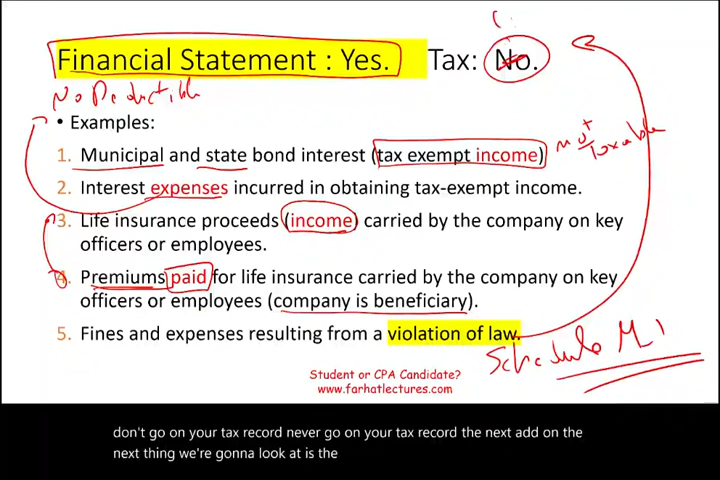 Financial Statement : Yes. Tax: No.
No Deductible
• Examples:
1. Municipal and state bond interest (tax exempt income)
not Taxable
2. Interest expenses incurred in obtaining tax-exempt income.
3. Life insurance proceeds (income) carried by the company on key
officers or employees.
4. Premiums paid for life insurance carried by the company on key
officers or employees (company is beneficiary).
5. Fines and expenses resulting from a violation of law.
Schedule M1
Student or CPA Candidate?
www.farhatlectures.com
don't go on your tax record never go on your tax record the next add on the
next thing we're gonna look at is the